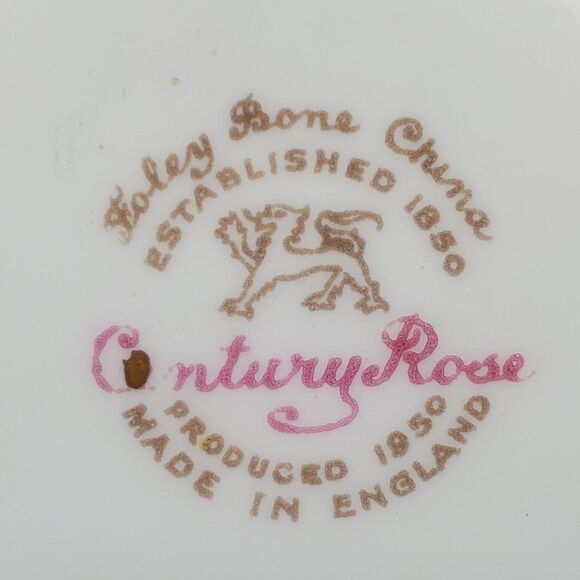 Foley Bone China
ESTABLISHED 1850
Century Rose
PRODUCED 1950
MADE IN ENGLAND